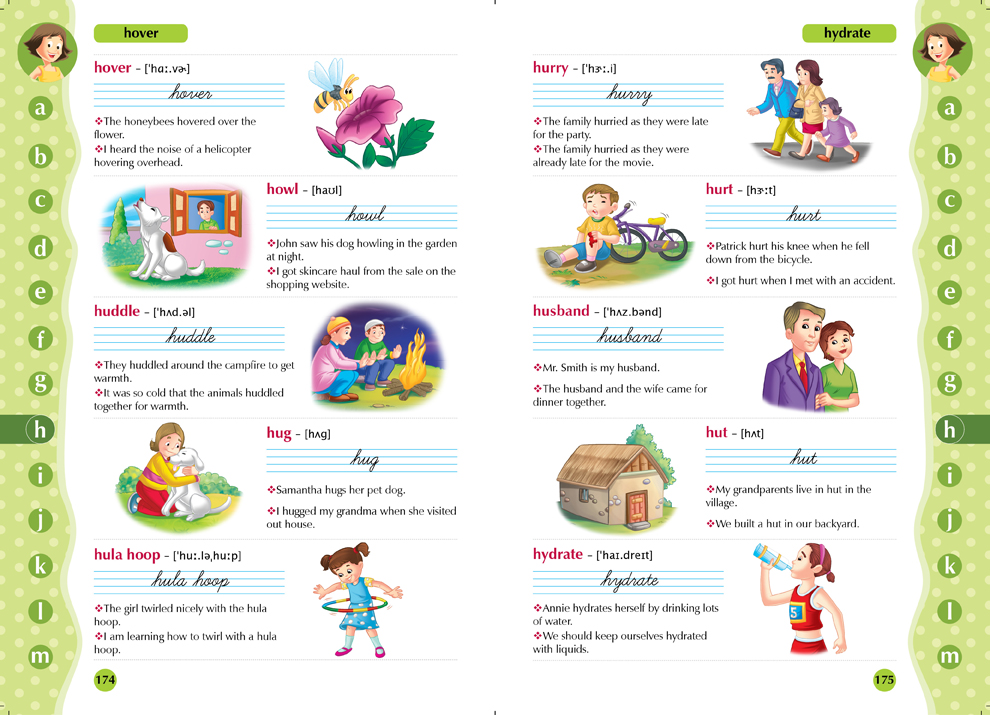 hover
hover – [ˈhɑː.vɚ]
hover
❖The honeybees hovered over the
flower.
❖I heard the noise of a helicopter
hovering overhead.
howl – [haʊl]
howl
❖John saw his dog howling in the garden
at night.
❖I got skincare haul from the sale on the
shopping website.
huddle – [ˈhʌd.əl]
huddle
❖They huddled around the campfire to get
warmth.
❖It was so cold that the animals huddled
together for warmth.
hug – [hʌg]
hug
❖Samantha hugs her pet dog.
❖I hugged my grandma when she visited
out house.
hula hoop – [ˈhuː.ləˌhuːp]
hula hoop
❖The girl twirled nicely with the hula
hoop.
❖I am learning how to twirl with a hula
hoop.
174
a
b
c
d
e
f
g
h
i
j
k
l
m
hydrate
hurry – [ˈhɝː.i]
hurry
❖The family hurried as they were late
for the party.
❖The family hurried as they were
already late for the movie.
hurt – [hɝːt]
hurt
❖Patrick hurt his knee when he fell
down from the bicycle.
❖I got hurt when I met with an accident.
husband – [ˈhʌz.bənd]
husband
❖Mr. Smith is my husband.
❖The husband and the wife came for
dinner together.
hut – [hʌt]
hut
❖My grandparents live in hut in the
village.
❖We built a hut in our backyard.
hydrate – [ˈhaɪ.dreɪt]
hydrate
❖Annie hydrates herself by drinking lots
of water.
❖We should keep ourselves hydrated
with liquids.
5
175
a
b
c
d
e
f
g
h
i
j
k
l
m